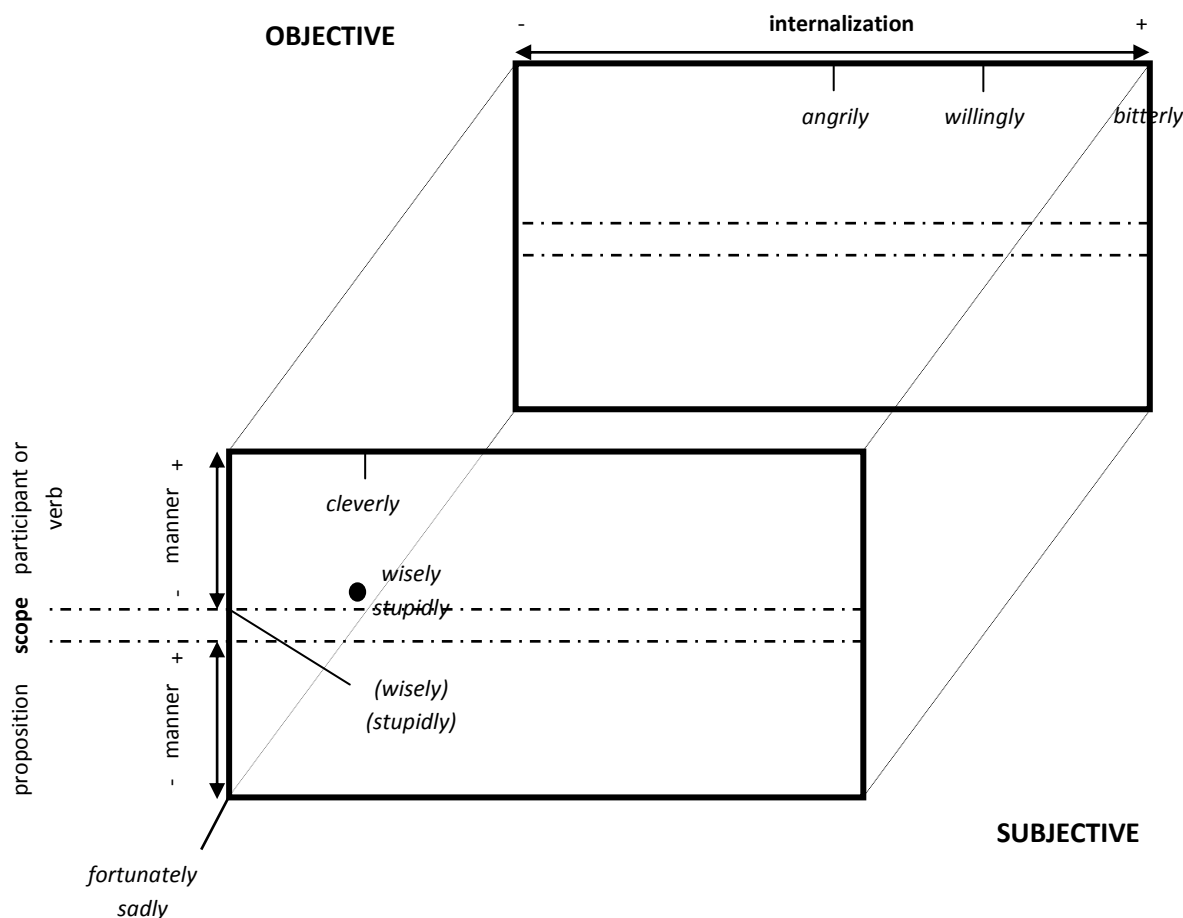 - internalization +
OBJECTIVE
angrily willingly bitterly
cleverly
wisely
stupidly
(wisely)
(stupidly)
participant or
verb
- manner +
scope
proposition
- manner +
SUBJECTIVE
fortunately
sadly